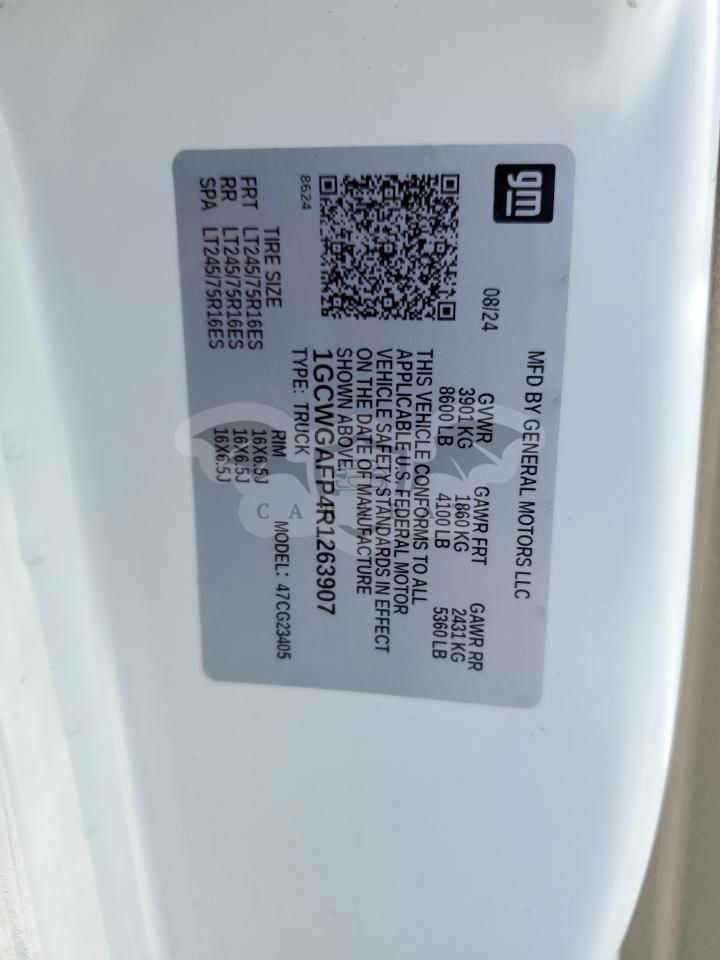 gm
MFD BY GENERAL MOTORS LLC
08/24
GVWR GAWR FRT GAWR RR
3901 KG 1860 KG 2431 KG
8600 LB 4100 LB 5360 LB
THIS VEHICLE CONFORMS TO ALL
APPLICABLE U.S. FEDERAL MOTOR
VEHICLE SAFETY STANDARDS IN EFFECT
ON THE DATE OF MANUFACTURE
SHOWN ABOVE.
1GCWGAFP4R1263907
TYPE: TRUCK
MODEL: 47CG23405
8624
TIRE SIZE RIM
FRT LT245/75R16ES 16X6.5J
RR LT245/75R16ES 16X6.5J
SPA LT245/75R16ES 16X6.5J